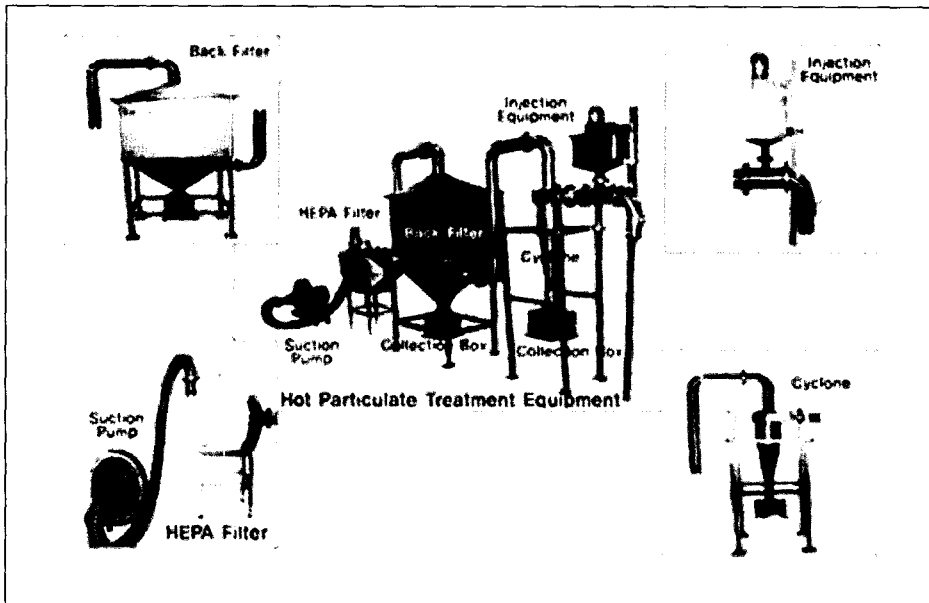 Back Filter
Injection
Equipment
Injection
Equipment
HEPA Filter
Back Filter
Cyclone
Suction
Pump
Collection Box
Collection Box
Hot Particulate Treatment Equipment
Suction
Pump
HEPA Filter
Cyclone